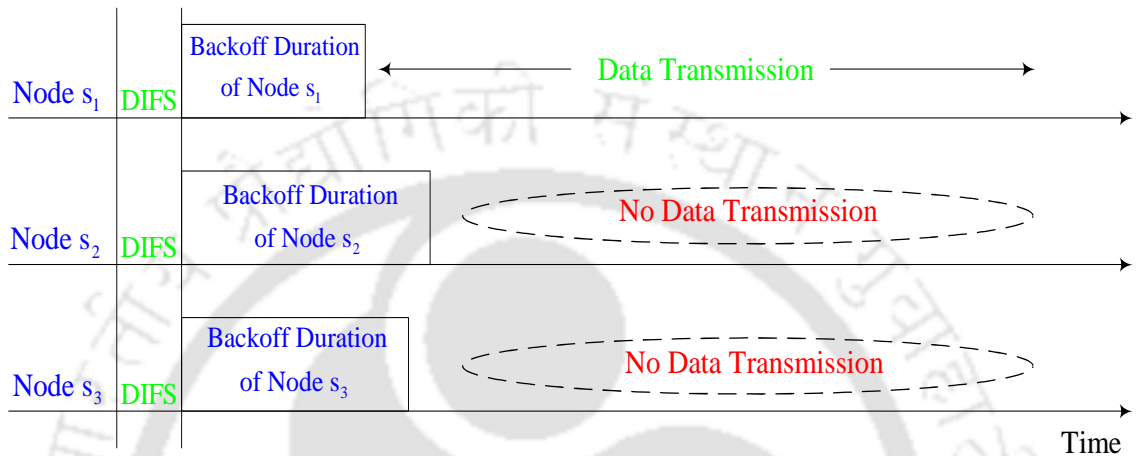 Backoff Duration
of Node s1
Data Transmission
Node s1
DIFS
Backoff Duration
of Node s2
No Data Transmission
Node s2
DIFS
Backoff Duration
of Node s3
No Data Transmission
Node s3
DIFS
Time